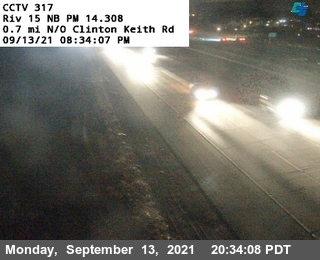 CCTV 317
Riv 15 NB PM 14.308
0.7 mi N/O Clinton Keith Rd
09/13/21 08:34:07 PM
Monday, September 13, 2021 20:34:08 PDT